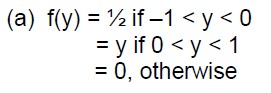 (a) f(y) = ½ if –1 < y < 0
= y if 0 < y < 1
= 0, otherwise